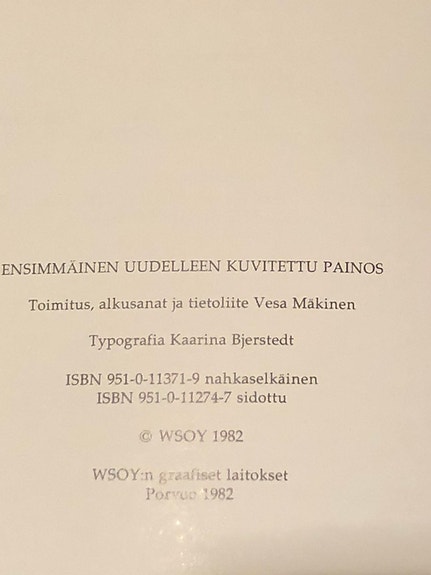 ENSIMMÄINEN UUDELLEEN KUVITETTU PAINOS
Toimitus, alkusanat ja tietoliite Vesa Mäkinen
Typografia Kaarina Bjerstedt
ISBN 951-0-11371-9 nahkaselkäinen
ISBN 951-0-11274-7 sidottu
© WSOY 1982
WSOY:n graafiset laitokset
Porvoo 1982